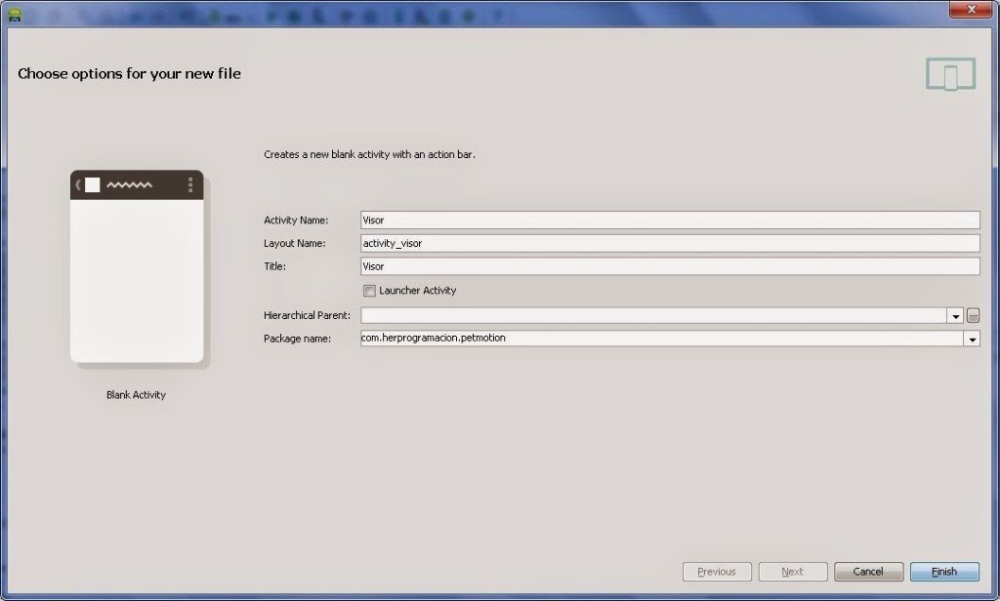 Choose options for your new file
Creates a new blank activity with an action bar.
Activity Name: Visor
Layout Name: activity_visor
Title: Visor
Launcher Activity
Hierarchical Parent:
Package name: com.herprogramacion.petmotion
Blank Activity
Previous Next Cancel Finish